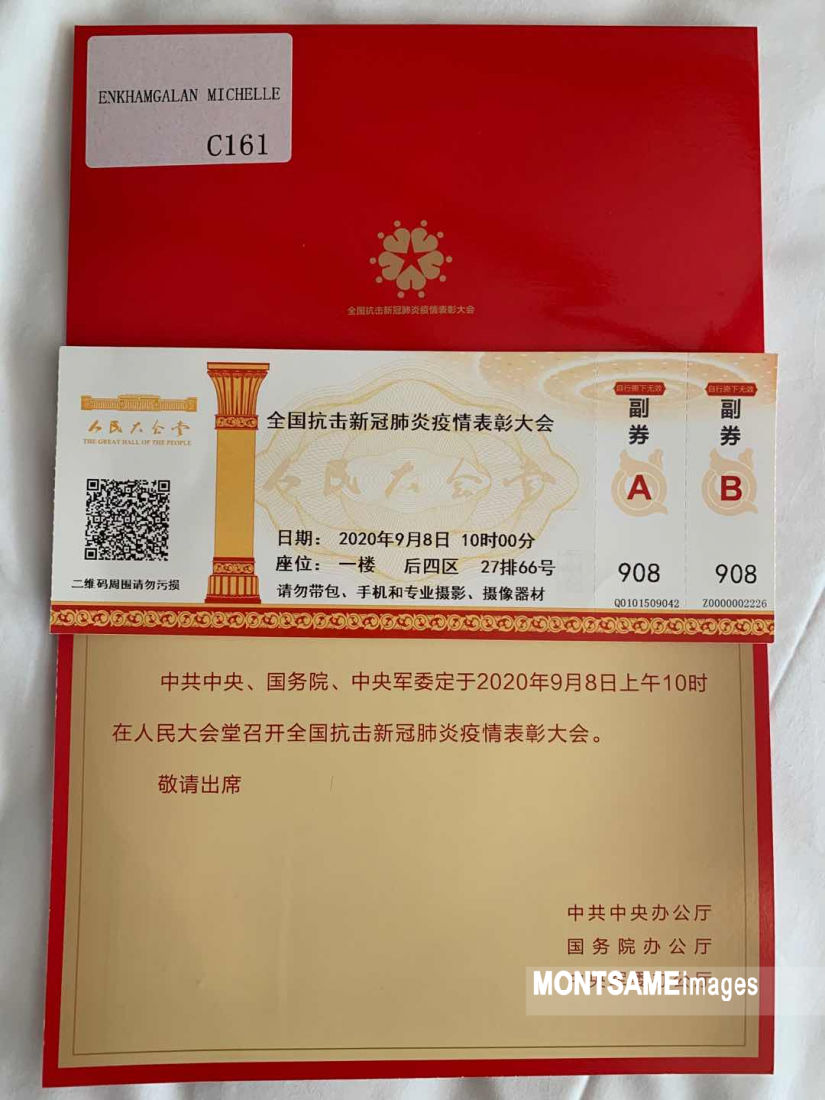 ENKHAMGALAN MICHELLE
C161
全国抗击新冠肺炎疫情表彰大会
人民大会堂
THE GREAT HALL OF THE PEOPLE
二维码周围请勿污损
全国抗击新冠肺炎疫情表彰大会
人民大会堂
日期： 2020年9月8日 10时00分
座位： 一楼 后四区 27排66号
请勿带包、手机和专业摄影、摄像器材
自行撕下无效
副券
A
908
Q0101509042
自行撕下无效
副券
B
908
Z0000002226
中共中央、国务院、中央军委定于2020年9月8日上午10时
在人民大会堂召开全国抗击新冠肺炎疫情表彰大会。
敬请出席
中共中央办公厅
国务院办公厅
MONTSAMEimages